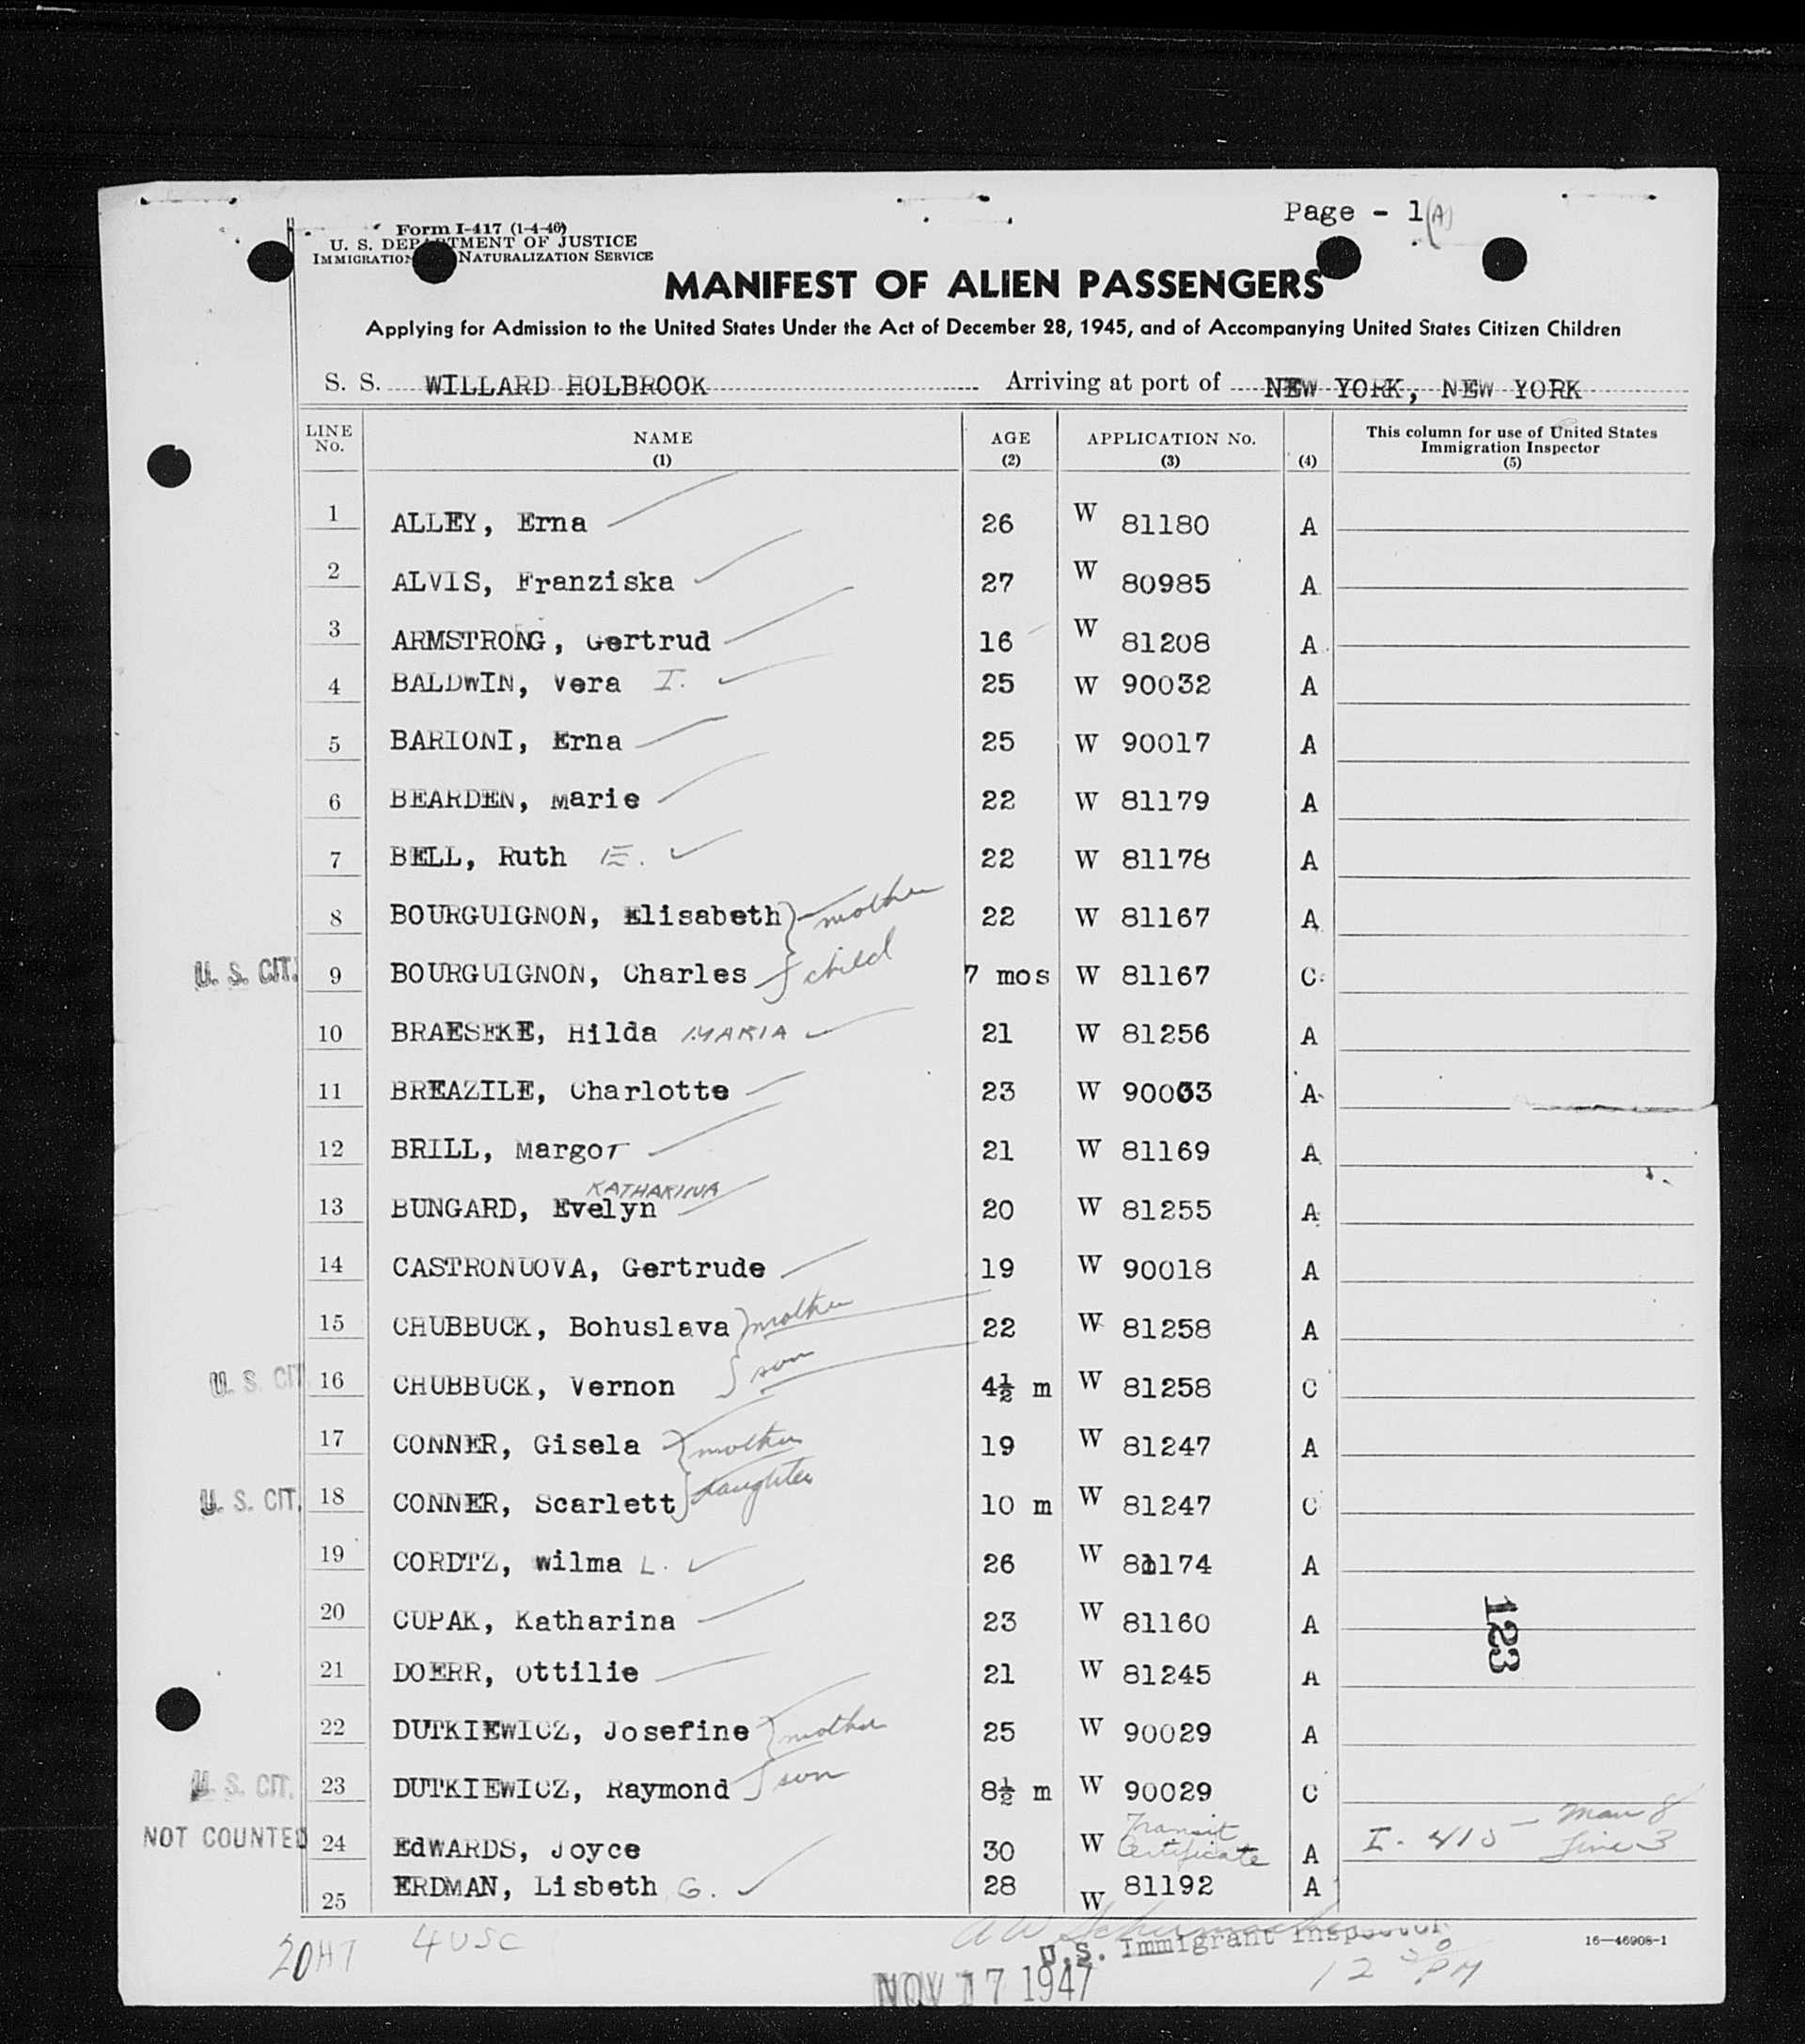 Page - 1(A)
Form I-417 (1-4-46)
U. S. DEPARTMENT OF JUSTICE
IMMIGRATION NATURALIZATION SERVICE
MANIFEST OF ALIEN PASSENGERS
Applying for Admission to the United States Under the Act of December 28, 1945, and of Accompanying United States Citizen Children
S. S. WILLARD HOLBROOK Arriving at port of NEW YORK, NEW YORK
LINE No. NAME (1) AGE (2) APPLICATION No. (3) (4) This column for use of United States Immigration Inspector (5)
1 ALLEY, Erna 26 W 81180 A
2 ALVIS, Franziska 27 W 80985 A
3 ARMSTRONG, Gertrud 16 W 81208 A
4 BALDWIN, Vera I. 25 W 90032 A
5 BARIONI, Erna 25 W 90017 A
6 BEARDEN, Marie 22 W 81179 A
7 BELL, Ruth E. 22 W 81178 A
8 BOURGUIGNON, Elisabeth mother 22 W 81167 A
U. S. CIT. 9 BOURGUIGNON, Charles child 7 mos W 81167 C
10 BRAESEKE, Hilda MARIA 21 W 81256 A
11 BREAZILE, Charlotte 23 W 90033 A
12 BRILL, Margot 21 W 81169 A
13 BUNGARD, Evelyn KATHARINA 20 W 81255 A
14 CASTRONUOVA, Gertrude 19 W 90018 A
15 CHUBBUCK, Bohuslava mother 22 W 81258 A
U. S. CIT 16 CHUBBUCK, Vernon son 4½ m W 81258 C
17 CONNER, Gisela mother 19 W 81247 A
U. S. CIT. 18 CONNER, Scarlett daughter 10 m W 81247 C
19 CORDTZ, Wilma L. 26 W 81174 A
20 CUPAK, Katharina 23 W 81160 A
21 DOERR, Ottilie 21 W 81245 A
22 DUTKIEWICZ, Josefine mother 25 W 90029 A
U. S. CIT. 23 DUTKIEWICZ, Raymond son 8½ m W 90029 C
NOT COUNTED 24 EdWARDS, Joyce 30 W Transit Certificate A I. 415 - Man 8 Line 3
25 ERDMAN, Lisbeth G. 28 W 81192 A
123
20 HT 4 USC
U.S. Immigrant Inspector
16—46908-1
NOV 17 1947
12 30 PM